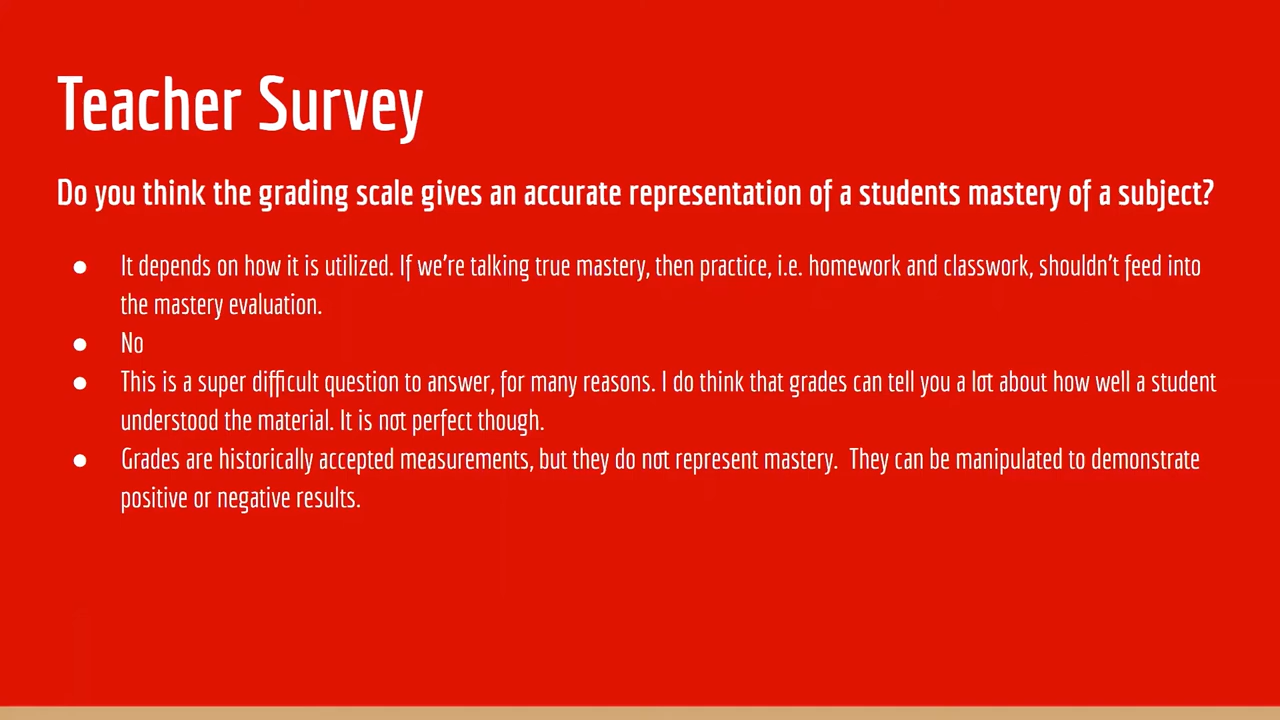 Teacher Survey
Do you think the grading scale gives an accurate representation of a students mastery of a subject?
● It depends on how it is utilized. If we're talking true mastery, then practice, i.e. homework and classwork, shouldn't feed into
the mastery evaluation.
● No
● This is a super difficult question to answer, for many reasons. I do think that grades can tell you a lot about how well a student
understood the material. It is not perfect though.
● Grades are historically accepted measurements, but they do not represent mastery.  They can be manipulated to demonstrate
positive or negative results.